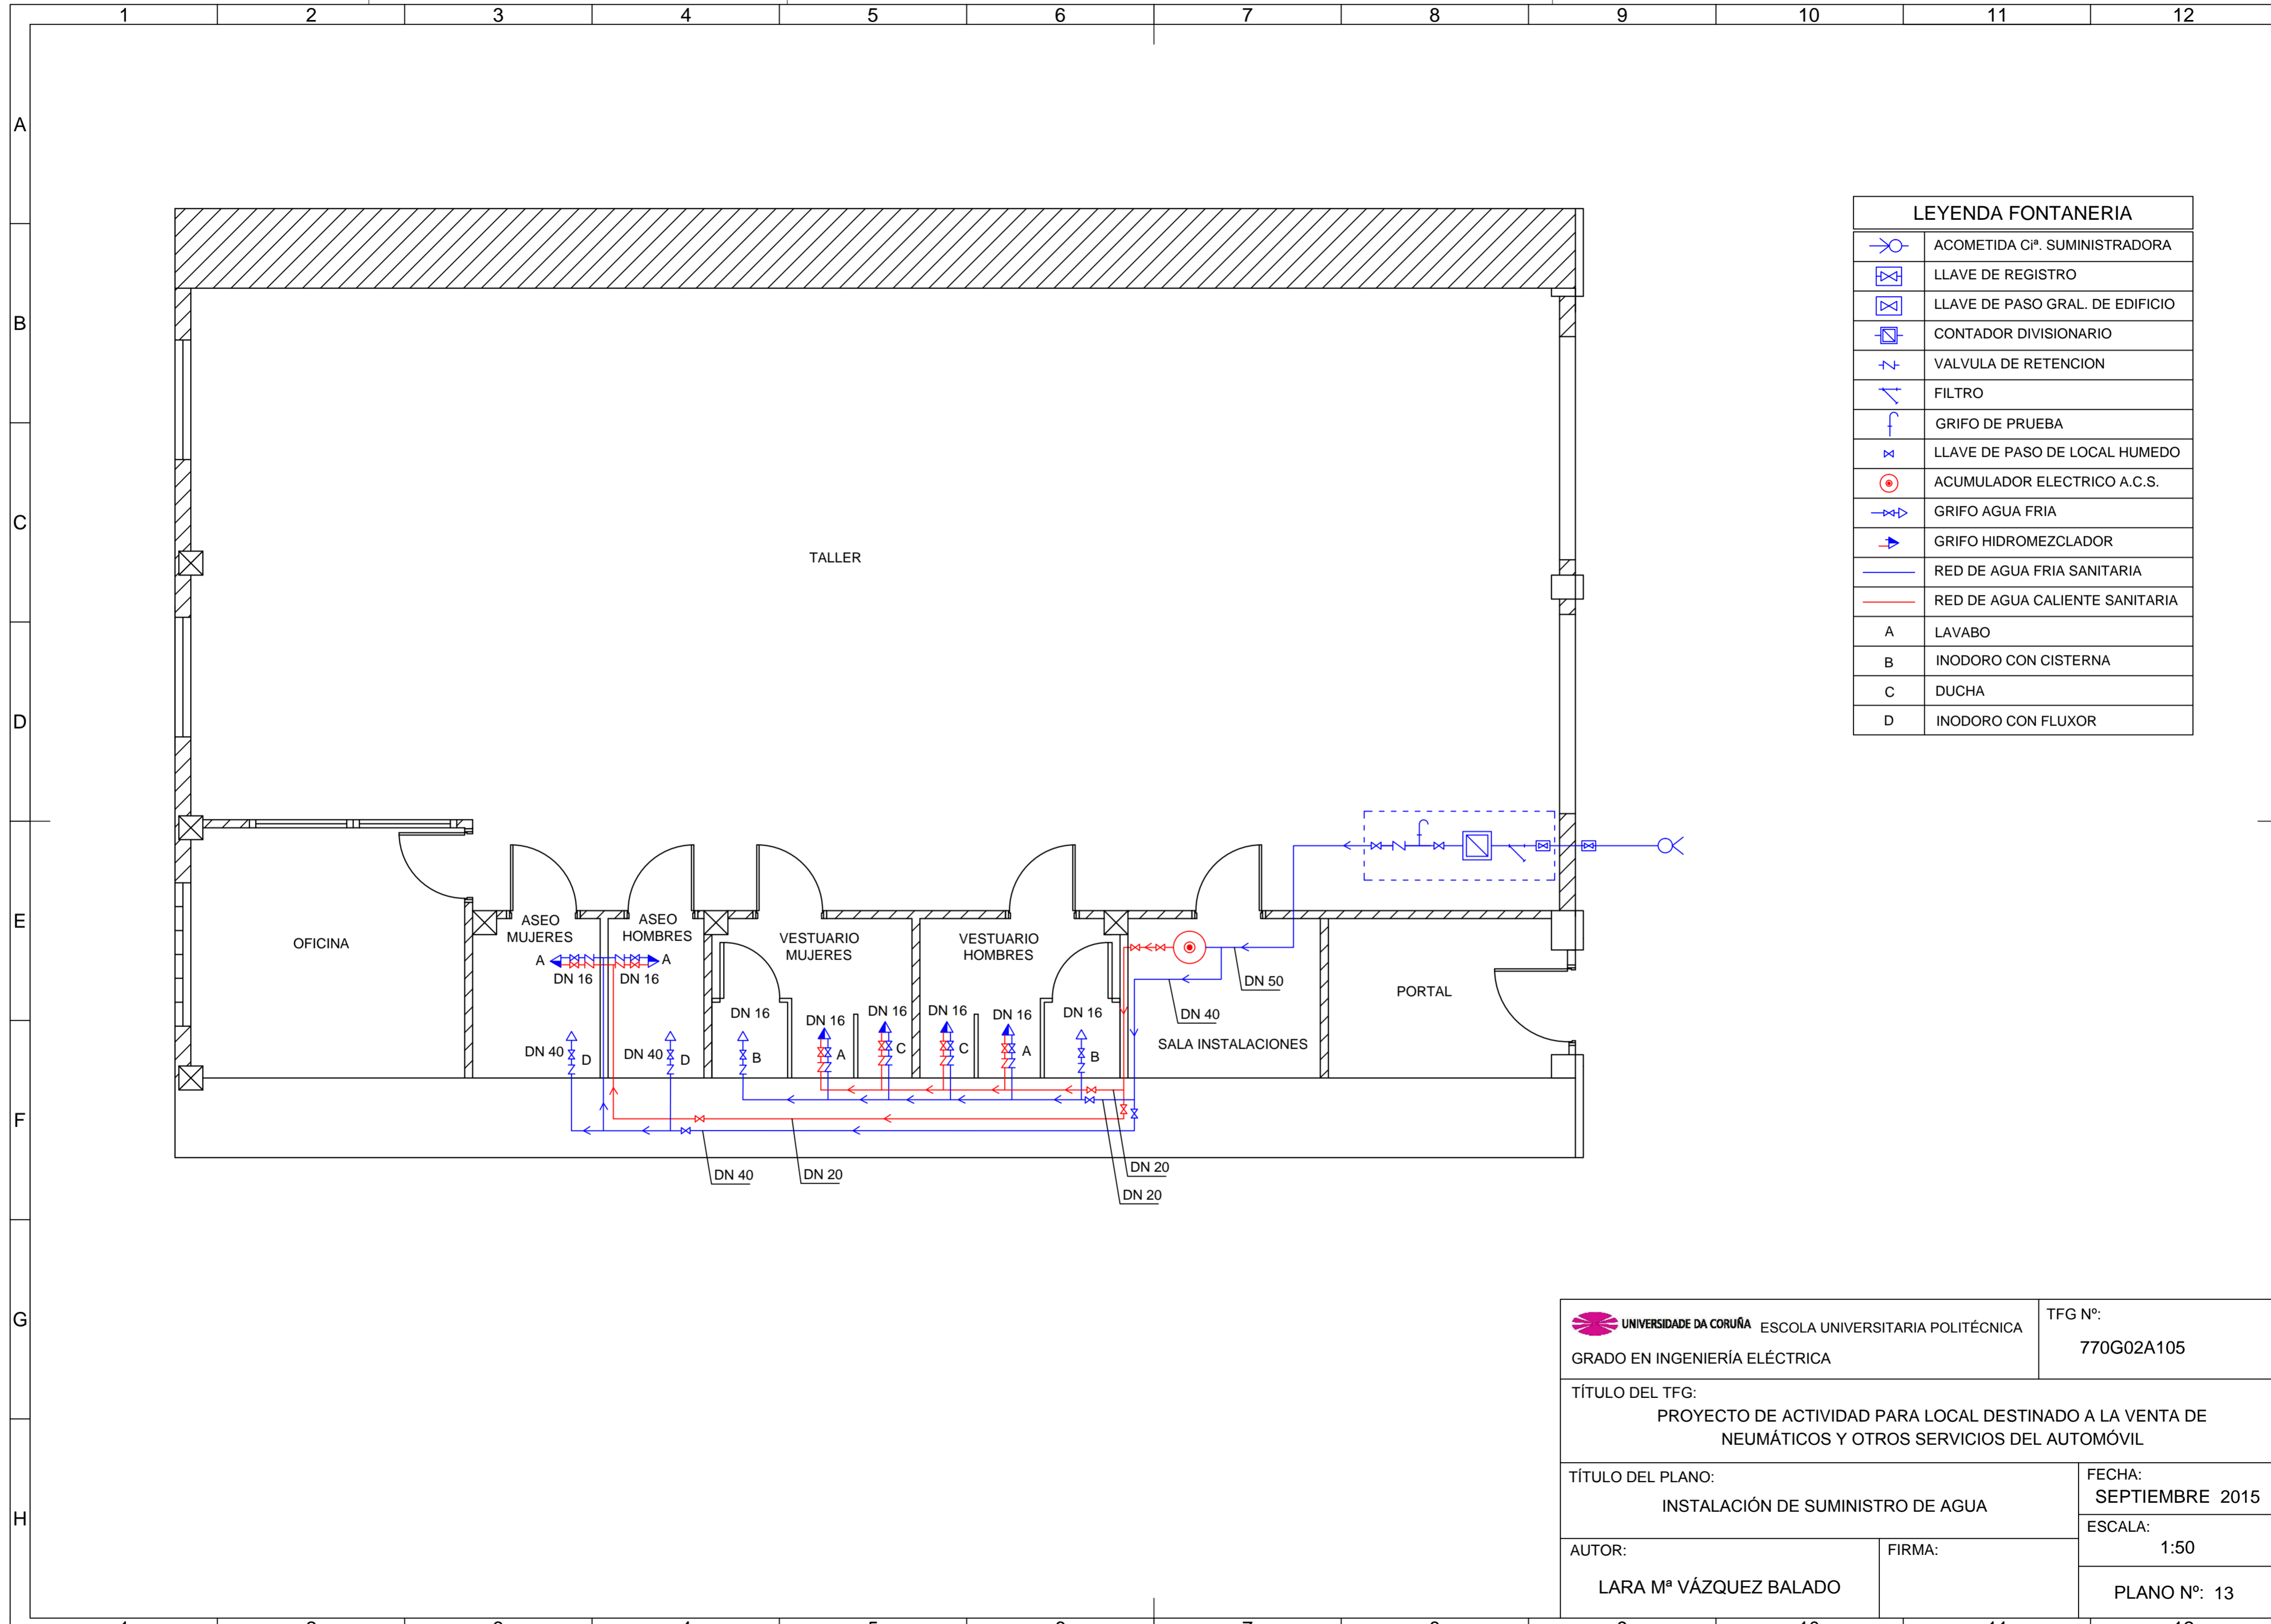 1 2 3 4 5 6 7 8 9 10 11 12
A
B
C
D
E
F
G
H
LEYENDA FONTANERIA
ACOMETIDA Ciª. SUMINISTRADORA
LLAVE DE REGISTRO
LLAVE DE PASO GRAL. DE EDIFICIO
CONTADOR DIVISIONARIO
VALVULA DE RETENCION
FILTRO
GRIFO DE PRUEBA
LLAVE DE PASO DE LOCAL HUMEDO
ACUMULADOR ELECTRICO A.C.S.
GRIFO AGUA FRIA
GRIFO HIDROMEZCLADOR
RED DE AGUA FRIA SANITARIA
RED DE AGUA CALIENTE SANITARIA
A LAVABO
B INODORO CON CISTERNA
C DUCHA
D INODORO CON FLUXOR
TALLER
OFICINA
ASEO
MUJERES
ASEO
HOMBRES
VESTUARIO
MUJERES
VESTUARIO
HOMBRES
A
A
DN 16
DN 16
DN 50
DN 40
PORTAL
SALA INSTALACIONES
DN 40
D
DN 40
D
DN 16
B
DN 16
A
DN 16
C
DN 16
C
DN 16
A
DN 16
B
DN 40
DN 20
DN 20
DN 20
UNIVERSIDADE DA CORUÑA ESCOLA UNIVERSITARIA POLITÉCNICA
GRADO EN INGENIERÍA ELÉCTRICA
TFG Nº:
770G02A105
TÍTULO DEL TFG:
PROYECTO DE ACTIVIDAD PARA LOCAL DESTINADO A LA VENTA DE
NEUMÁTICOS Y OTROS SERVICIOS DEL AUTOMÓVIL
TÍTULO DEL PLANO:
INSTALACIÓN DE SUMINISTRO DE AGUA
FECHA:
SEPTIEMBRE 2015
ESCALA:
1:50
AUTOR:
LARA Mª VÁZQUEZ BALADO
FIRMA:
PLANO Nº: 13